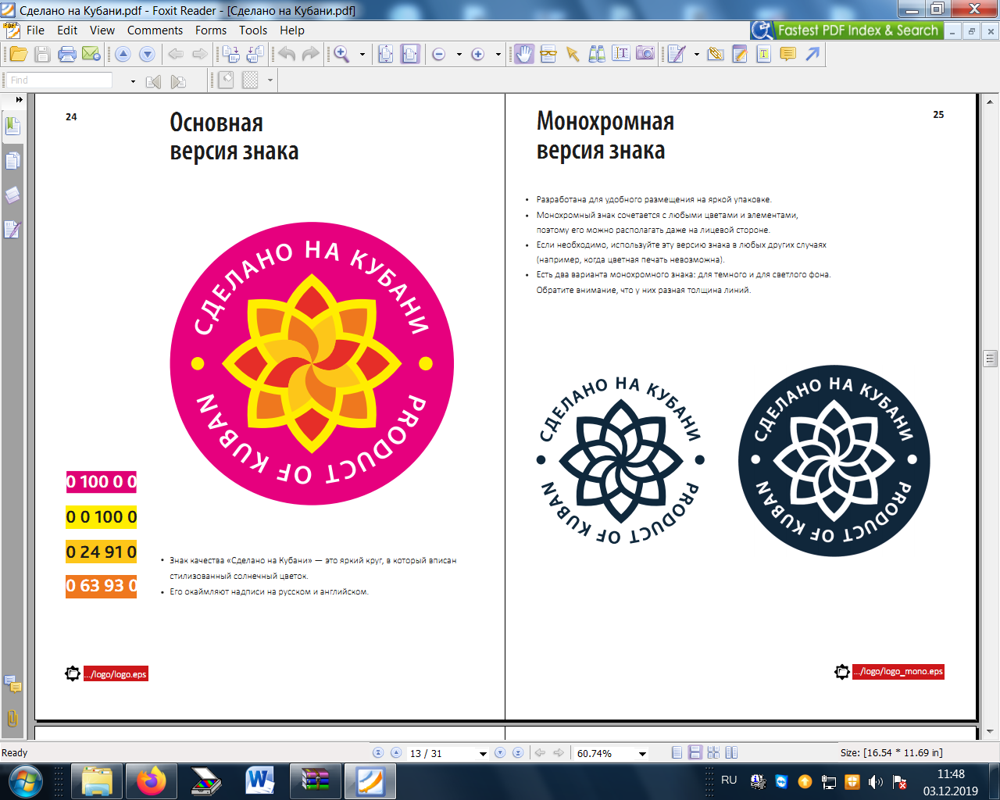 Сделано на Кубани.pdf - Foxit Reader - [Сделано на Кубани.pdf]
File Edit View Comments Forms Tools Help
Fastest PDF Index & Search
Find
24
Основная
версия знака
СДЕЛАНО НА КУБАНИ
PRODUCT OF KUBAN
0 100 0 0
0 0 100 0
0 24 91 0
0 63 93 0
• Знак качества «Сделано на Кубани» — это яркий круг, в который вписан
стилизованный солнечный цветок.
• Его окаймляют надписи на русском и английском.
.../logo/logo.eps
25
Монохромная
версия знака
• Разработана для удобного размещения на яркой упаковке.
• Монохромный знак сочетается с любыми цветами и элементами,
поэтому его можно располагать даже на лицевой стороне.
• Если необходимо, используйте эту версию знака в любых других случаях
(например, когда цветная печать невозможна).
• Есть два варианта монохромного знака: для темного и для светлого фона.
Обратите внимание, что у них разная толщина линий.
СДЕЛАНО НА КУБАНИ
PRODUCT OF KUBAN
СДЕЛАНО НА КУБАНИ
PRODUCT OF KUBAN
.../logo/logo_mono.eps
Ready
13 / 31
60.74%
Size: [16.54 * 11.69 in]
RU
11:48
03.12.2019